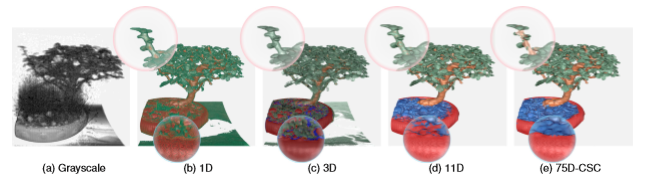 (a) Grayscale
(b) 1D
(c) 3D
(d) 11D
(e) 75D-CSC